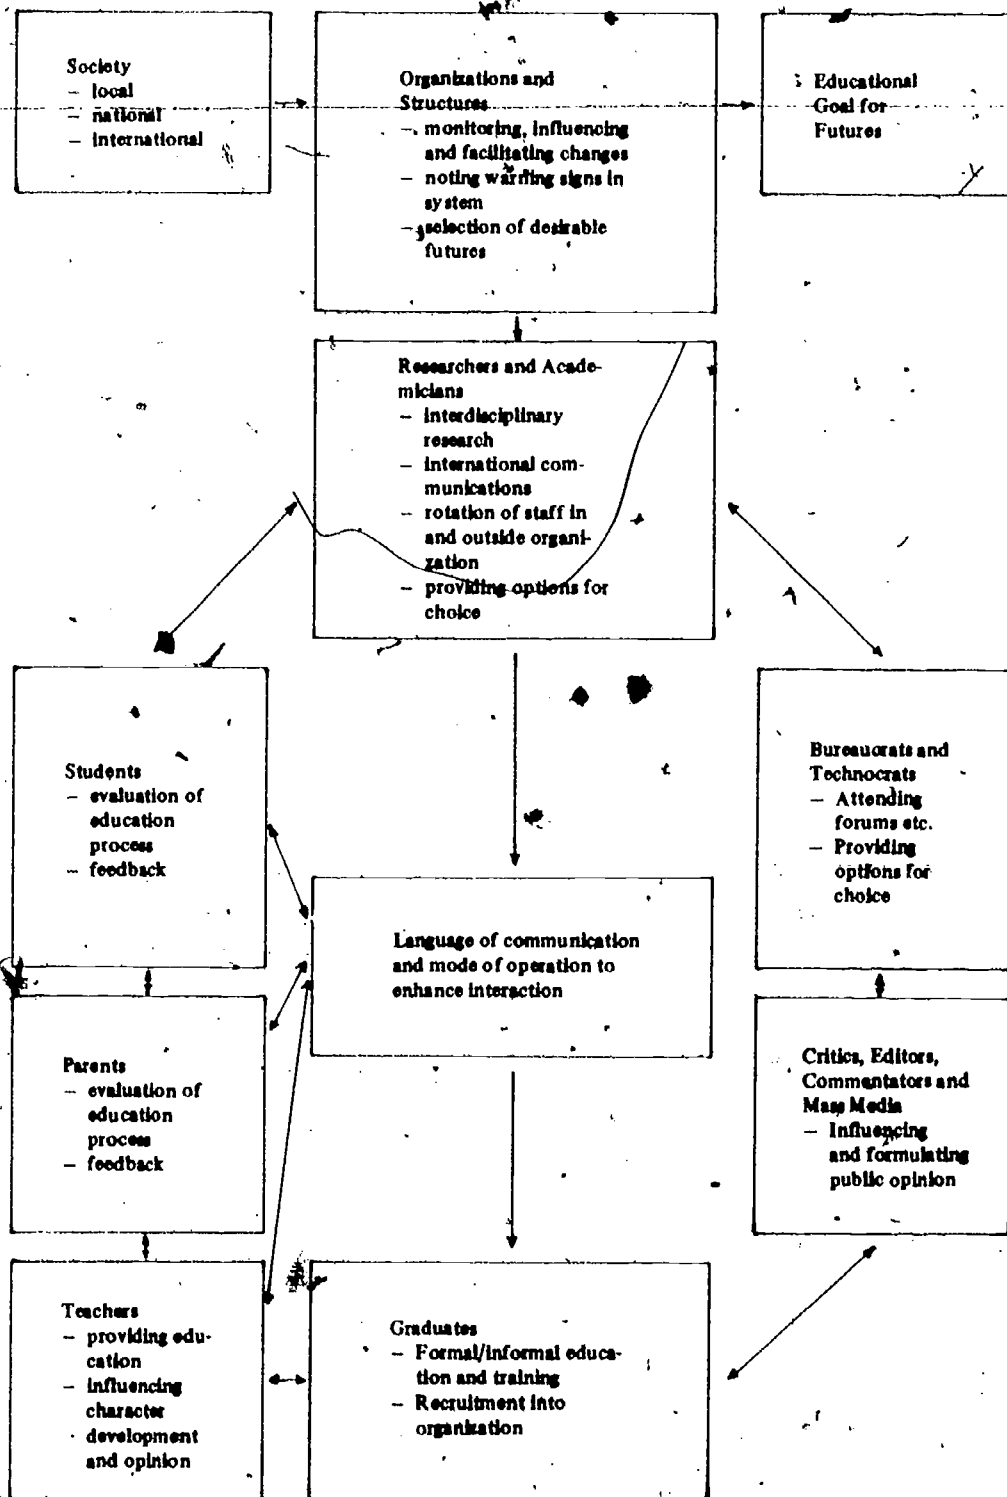 Society
– local
– national
– international
Organizations and
Structures
– monitoring, influencing
and facilitating changes
– noting warning signs in
system
– selection of desirable
futures
Educational
Goal for
Futures
Researchers and Acade-
micians
– interdisciplinary
research
– international com-
munications
– rotation of staff in
and outside organi-
zation
– providing options for
choice
Students
– evaluation of
education
process
– feedback
Bureaucrats and
Technocrats
– Attending
forums etc.
– Providing
options for
choice
Language of communication
and mode of operation to
enhance interaction
Parents
– evaluation of
education
process
– feedback
Critics, Editors,
Commentators and
Mass Media
– Influencing
and formulating
public opinion
Teachers
– providing edu-
cation
– influencing
character
development
and opinion
Graduates
– Formal/informal educa-
tion and training
– Recruitment into
organization